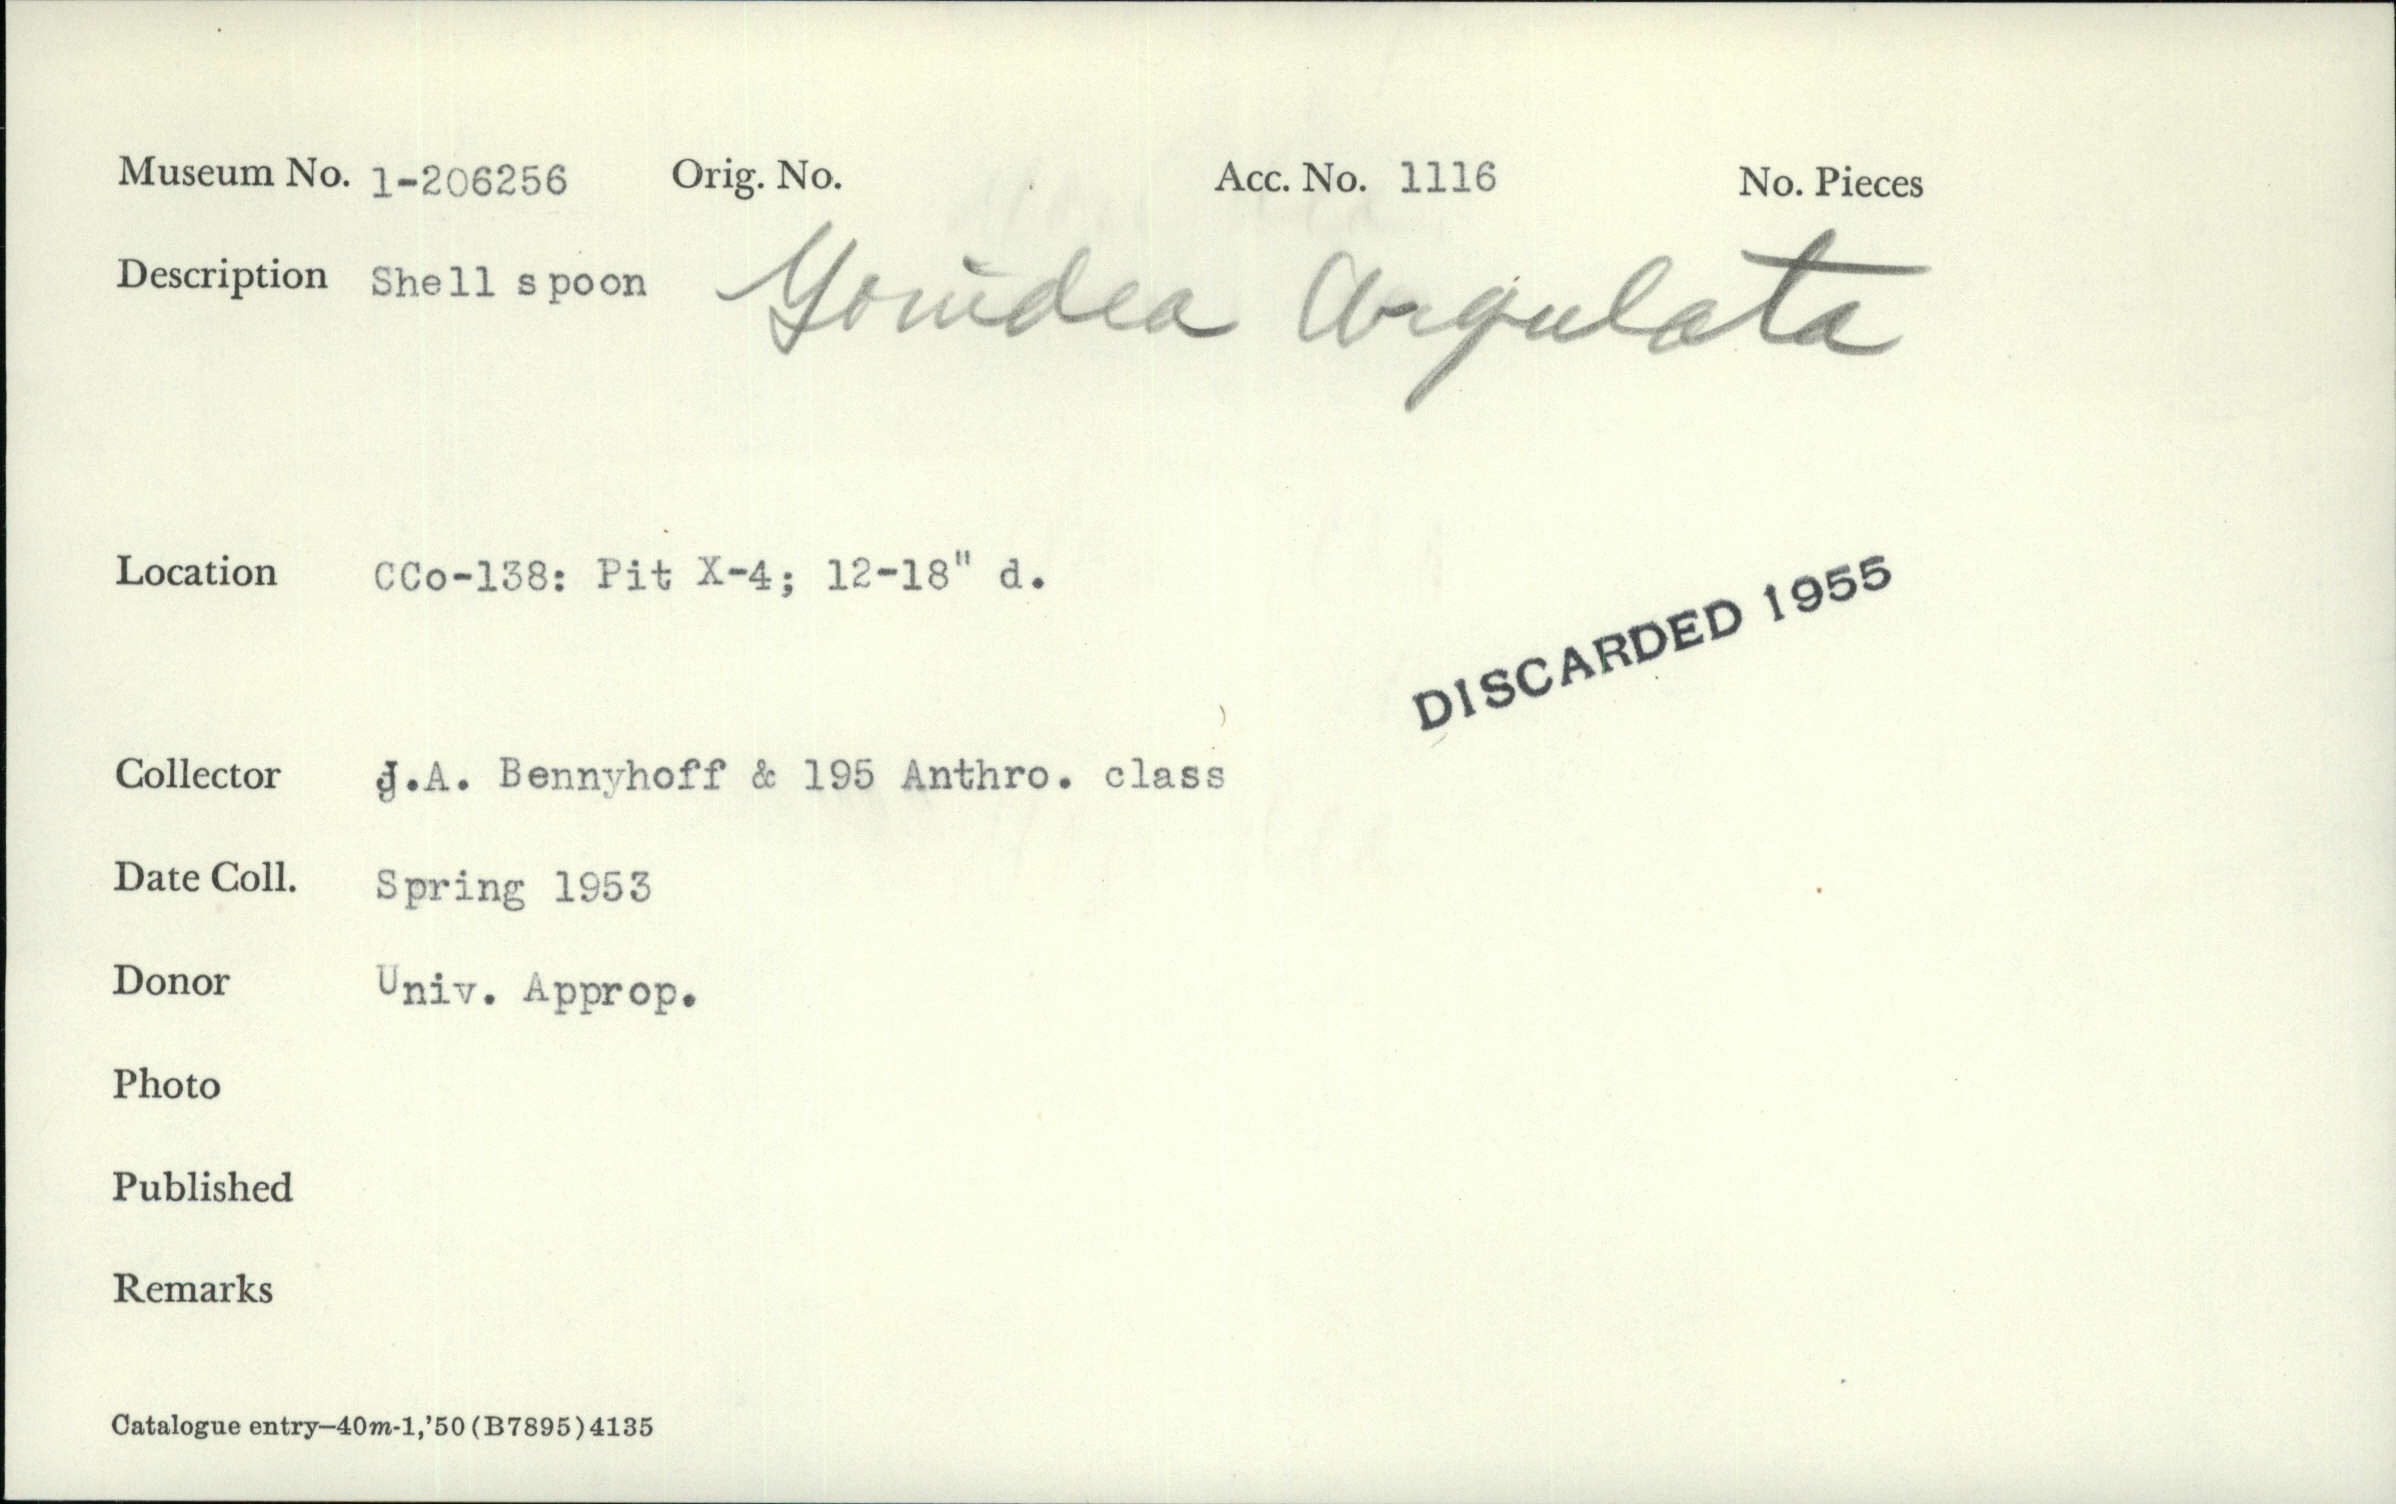 Museum No. 1-206256 Orig. No. Acc. No. 1116 No. Pieces
Description Shell spoon Gonidea Angulata
Location CCo-138: Pit X-4; 12-18" d.
DISCARDED 1955
Collector J.A. Bennyhoff & 195 Anthro. class
Date Coll. Spring 1953
Donor Univ. Approp.
Photo
Published
Remarks
Catalogue entry—40m-1,'50(B7895)4135